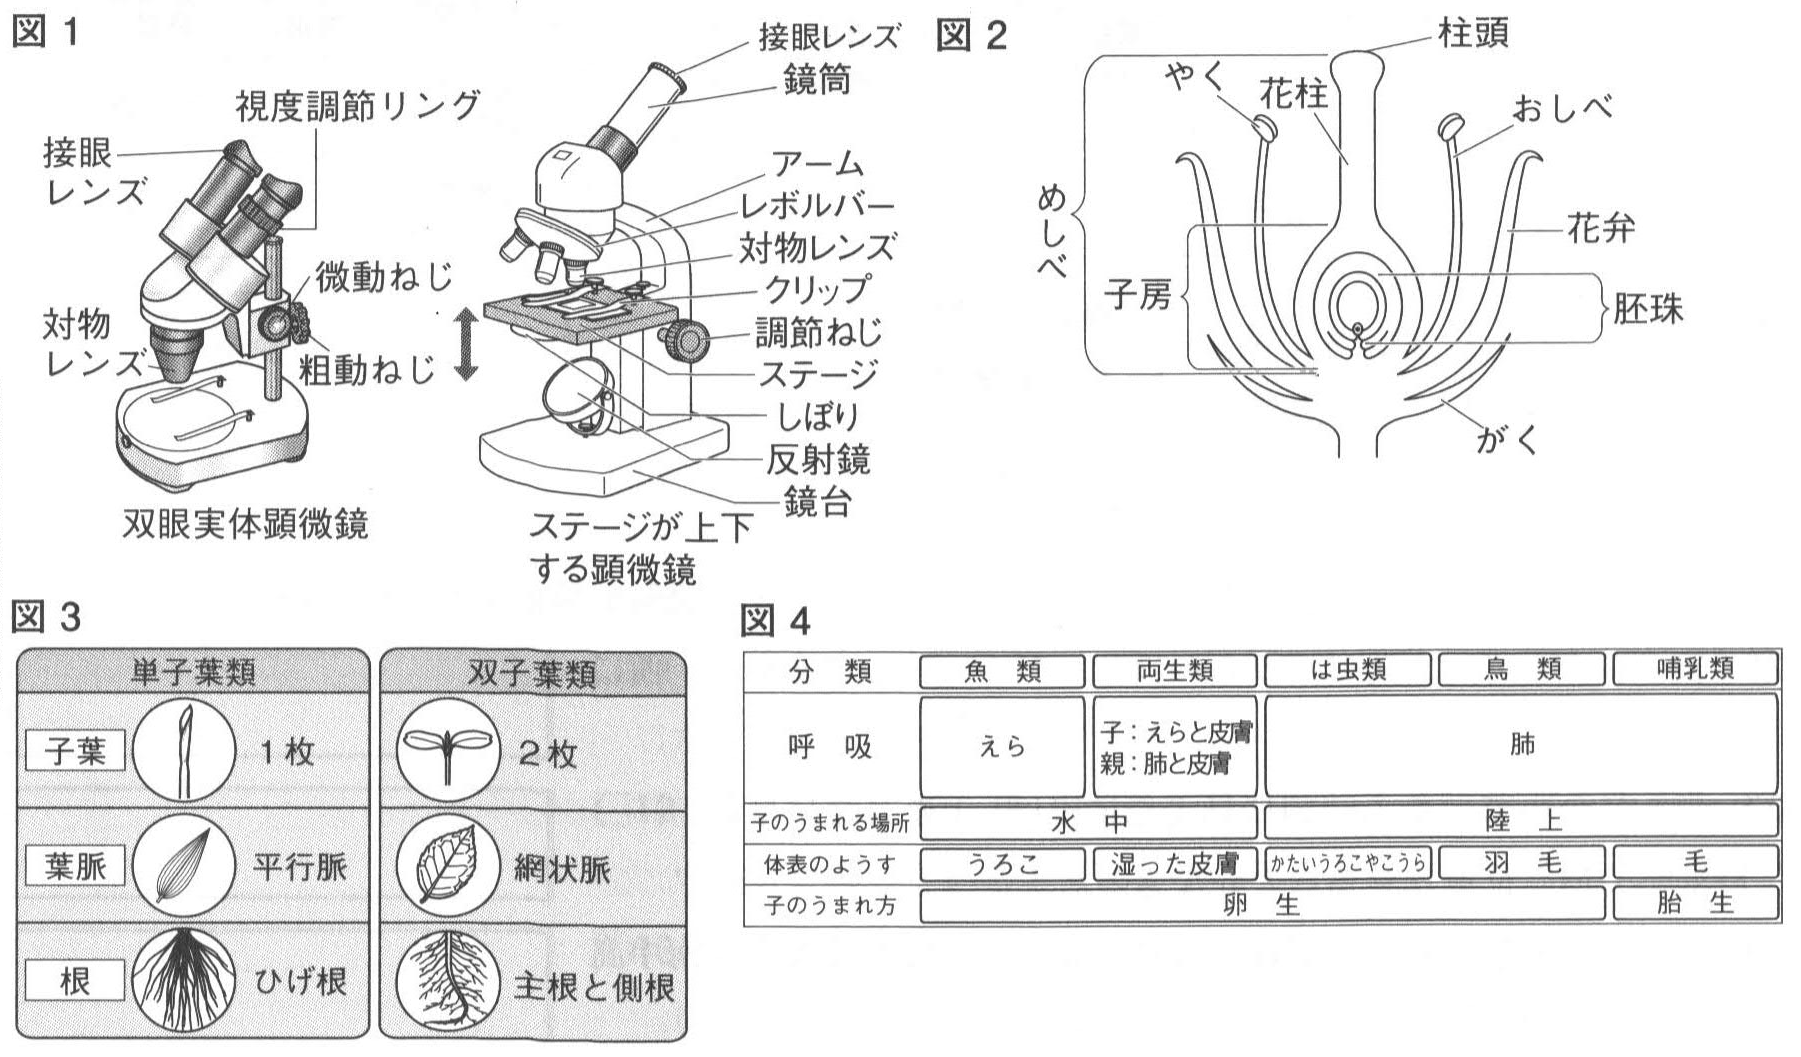 図1
接眼
レンズ
視度調節リング
微動ねじ
対物
レンズ
粗動ねじ
双眼実体顕微鏡
接眼レンズ
鏡筒
アーム
レボルバー
対物レンズ
クリップ
調節ねじ
ステージ
しぼり
反射鏡
鏡台
ステージが上下
する顕微鏡
図2
柱頭
やく
花柱
おしべ
めしべ
花弁
子房
胚珠
がく
図3
単子葉類
双子葉類
子葉
1枚
2枚
葉脈
平行脈
網状脈
根
ひげ根
主根と側根
図4
分類 魚類 両生類 は虫類 鳥類 哺乳類
呼吸 えら 子：えらと皮膚 肺
親：肺と皮膚
子のうまれる場所 水中 陸上
体表のようす うろこ 湿った皮膚 かたいうろこやこうら 羽毛 毛
子のうまれ方 卵生 胎生